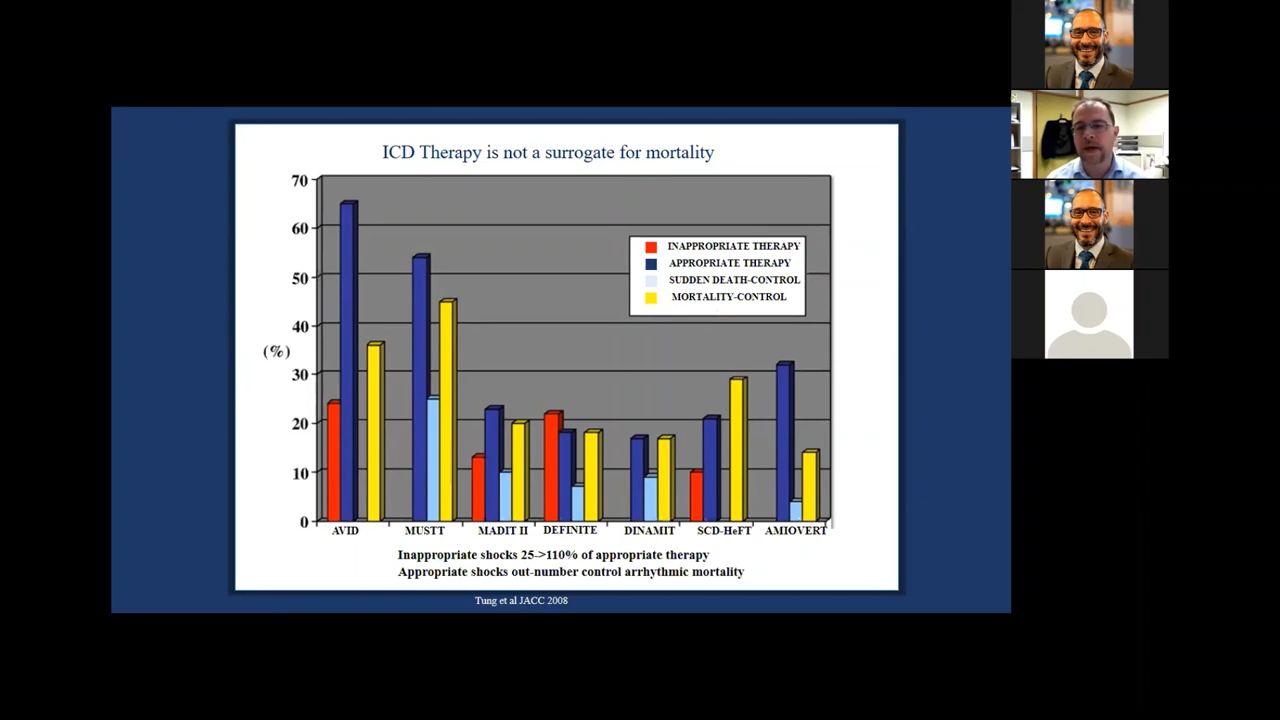 ICD Therapy is not a surrogate for mortality
70
60
50
40
30
20
10
0
(%)
INAPPROPRIATE THERAPY
APPROPRIATE THERAPY
SUDDEN DEATH-CONTROL
MORTALITY-CONTROL
AVID MUSTT MADIT II DEFINITE DINAMIT SCD-HeFT AMIOVERT
Inappropriate shocks 25->110% of appropriate therapy
Appropriate shocks out-number control arrhythmic mortality
Tung et al JACC 2008